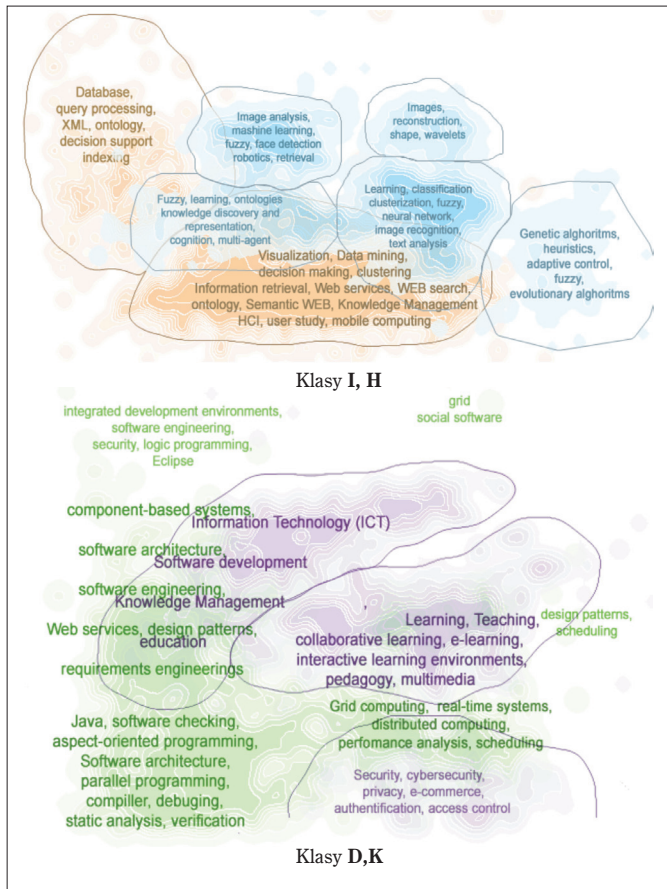 Database,
query processing,
XML, ontology,
decision support
indexing
Image analysis,
mashine learning,
fuzzy, face detection
robotics, retrieval
Images,
reconstruction,
shape, wavelets
Fuzzy, learning, ontologies
knowledge discovery and
representation,
cognition, multi-agent
Learning, classification
clusterization, fuzzy,
neural network,
image recognition,
text analysis
Genetic alghoritms,
heuristics,
adaptive control,
fuzzy,
evolutionary alghoritms
Visualization, Data mining,
decision making, clustering
Information retrieval, Web services, WEB search,
ontology, Semantic WEB, Knowledge Management
HCI, user study, mobile computing
Klasy I, H
integrated development environments,
software engineering,
security, logic programming,
Eclipse
grid
social software
component-based systems,
Information Technology (ICT)
software architecture,
Software development
software engineering,
Knowledge Management
Web services, design patterns,
education
requirements engineerings
Learning, Teaching,
collaborative learning, e-learning,
interactive learning environments,
pedagogy, multimedia
design patterns,
scheduling
Java, software checking,
aspect-oriented programming,
Software architecture,
parallel programming,
compiller, debuging,
static analysis, verification
Grid computing, real-time systems,
distributed computing,
perfomance analysis, scheduling
Security, cybersecurity,
privacy, e-commerce,
authentification, access control
Klasy D,K